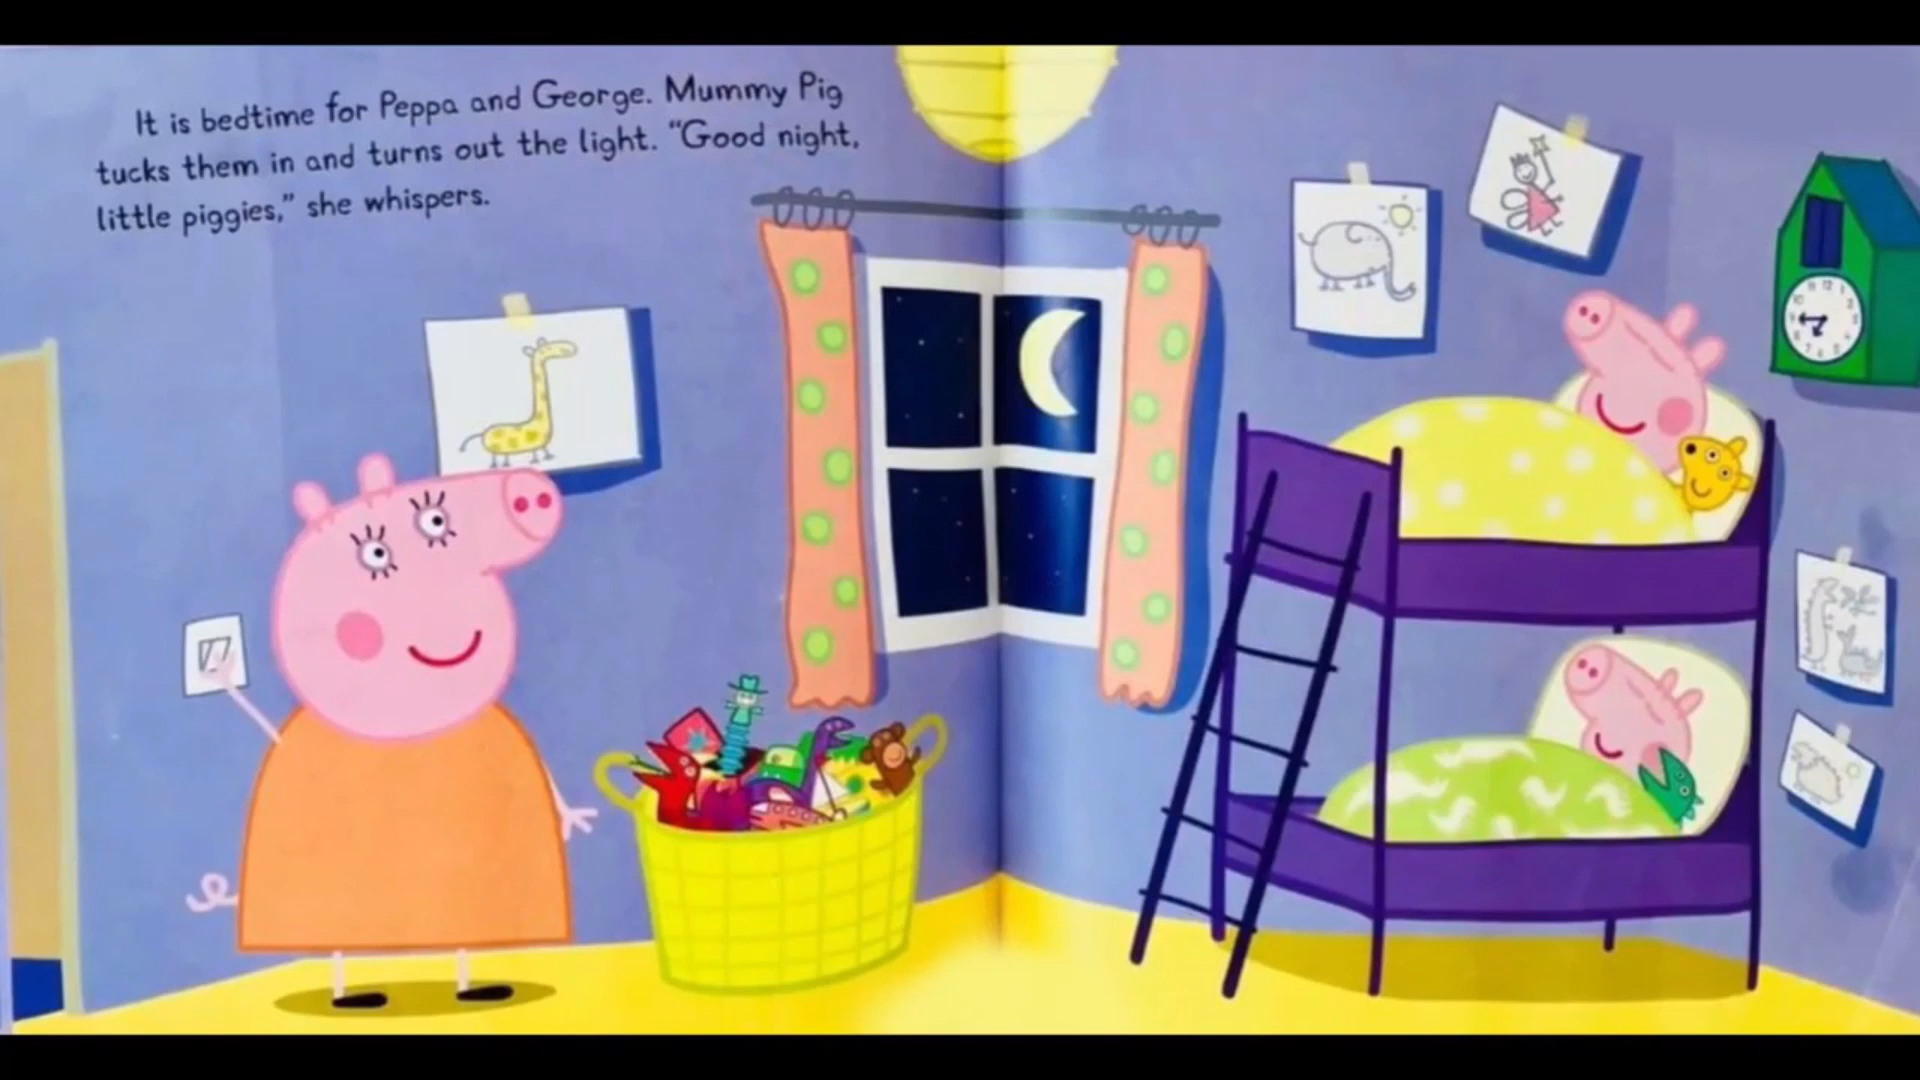 It is bedtime for Peppa and George. Mummy Pig
tucks them in and turns out the light. “Good night,
little piggies,” she whispers.